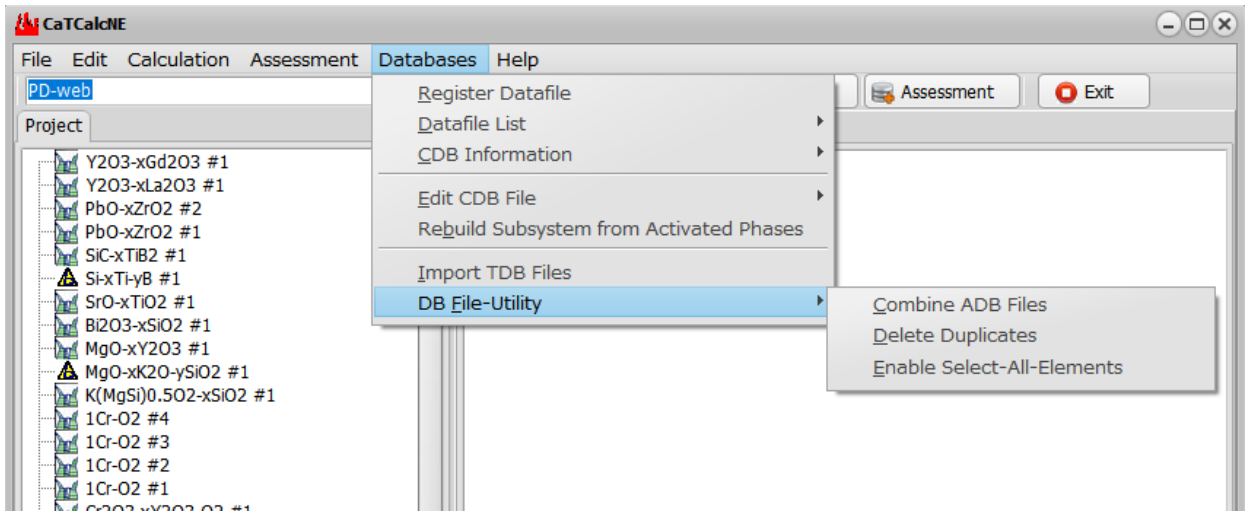 CaTCalcNE
File Edit Calculation Assessment Databases Help
PD-web
Assessment
Exit
Project
Y2O3-xGd2O3 #1
Y2O3-xLa2O3 #1
PbO-xZrO2 #2
PbO-xZrO2 #1
SiC-xTiB2 #1
Si-xTi-yB #1
SrO-xTiO2 #1
Bi2O3-xSiO2 #1
MgO-xY2O3 #1
MgO-xK2O-ySiO2 #1
K(MgSi)0.5O2-xSiO2 #1
1Cr-O2 #4
1Cr-O2 #3
1Cr-O2 #2
1Cr-O2 #1
Cr2O3-xY2O3-O2 #1
Register Datafile
Datafile List
CDB Information
Edit CDB File
Rebuild Subsystem from Activated Phases
Import TDB Files
DB File-Utility
Combine ADB Files
Delete Duplicates
Enable Select-All-Elements